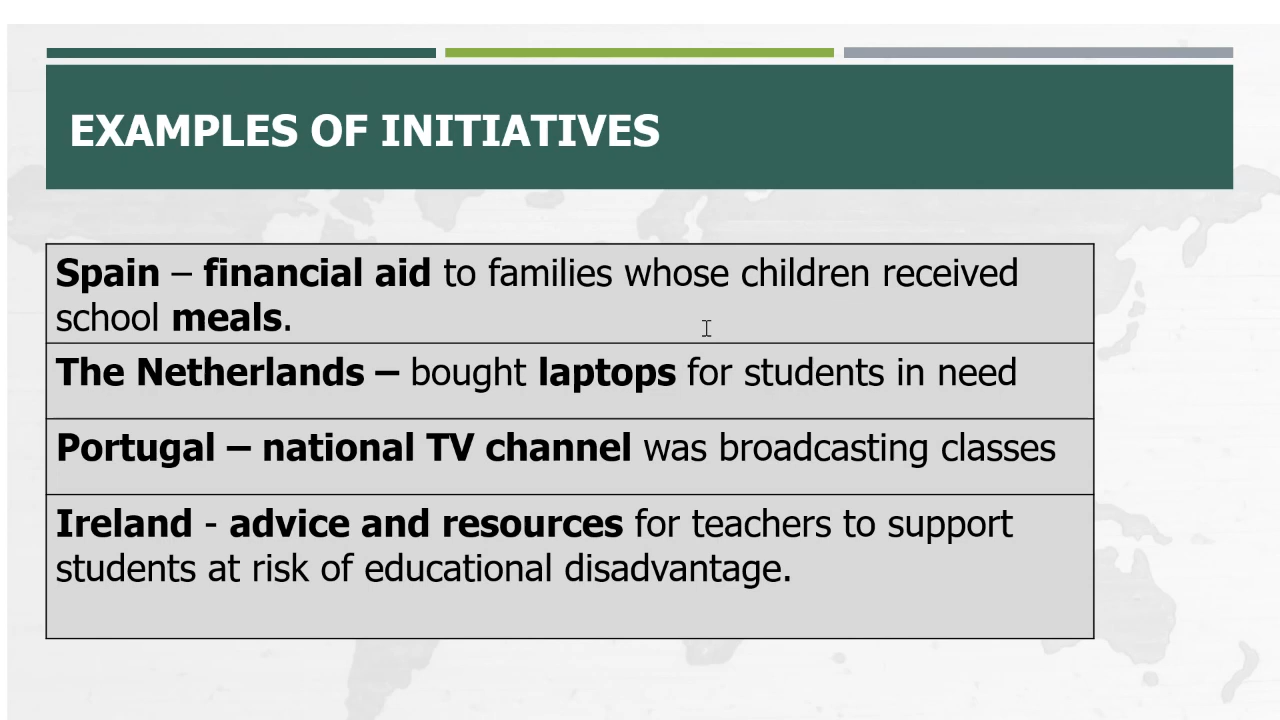 EXAMPLES OF INITIATIVES
Spain – financial aid to families whose children received
school meals.
The Netherlands – bought laptops for students in need
Portugal – national TV channel was broadcasting classes
Ireland - advice and resources for teachers to support
students at risk of educational disadvantage.